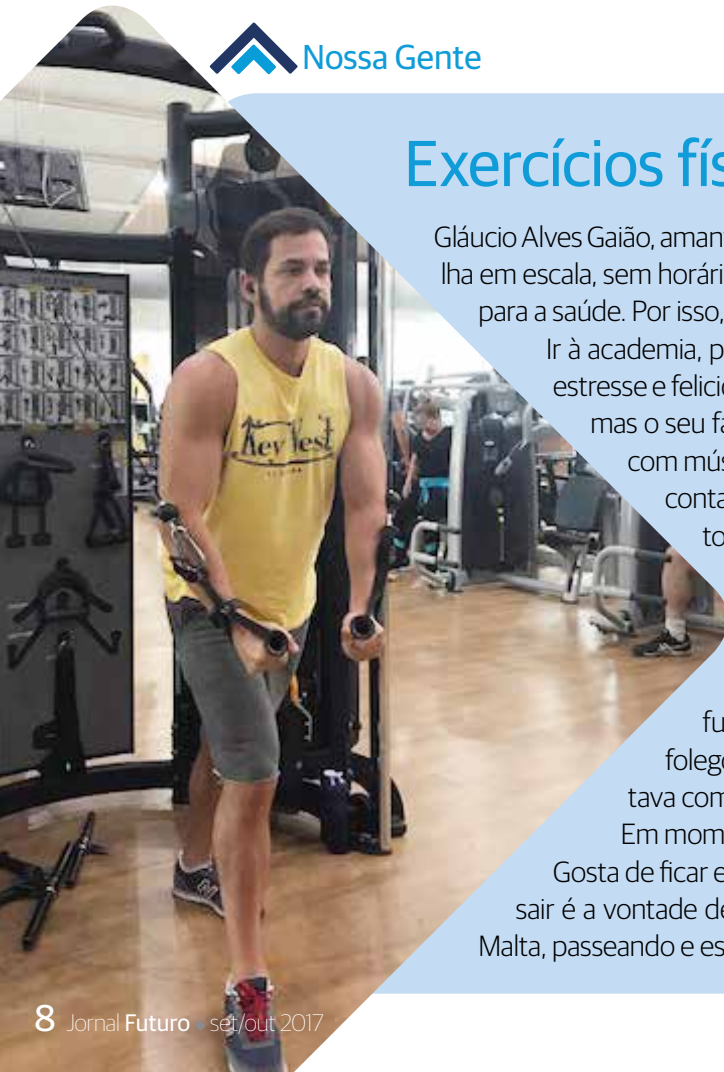 Nossa Gente
Exercícios fís
Gláucio Alves Gaião, aman
lha em escala, sem horári
para a saúde. Por isso,
Ir à academia, p
estresse e felici
mas o seu fa
com mús
conta
to
Key West
fu
folego
tava com
Em mom
Gosta de ficar e
sair é a vontade de
Malta, passeando e es
8 Jornal Futuro • set/out 2017